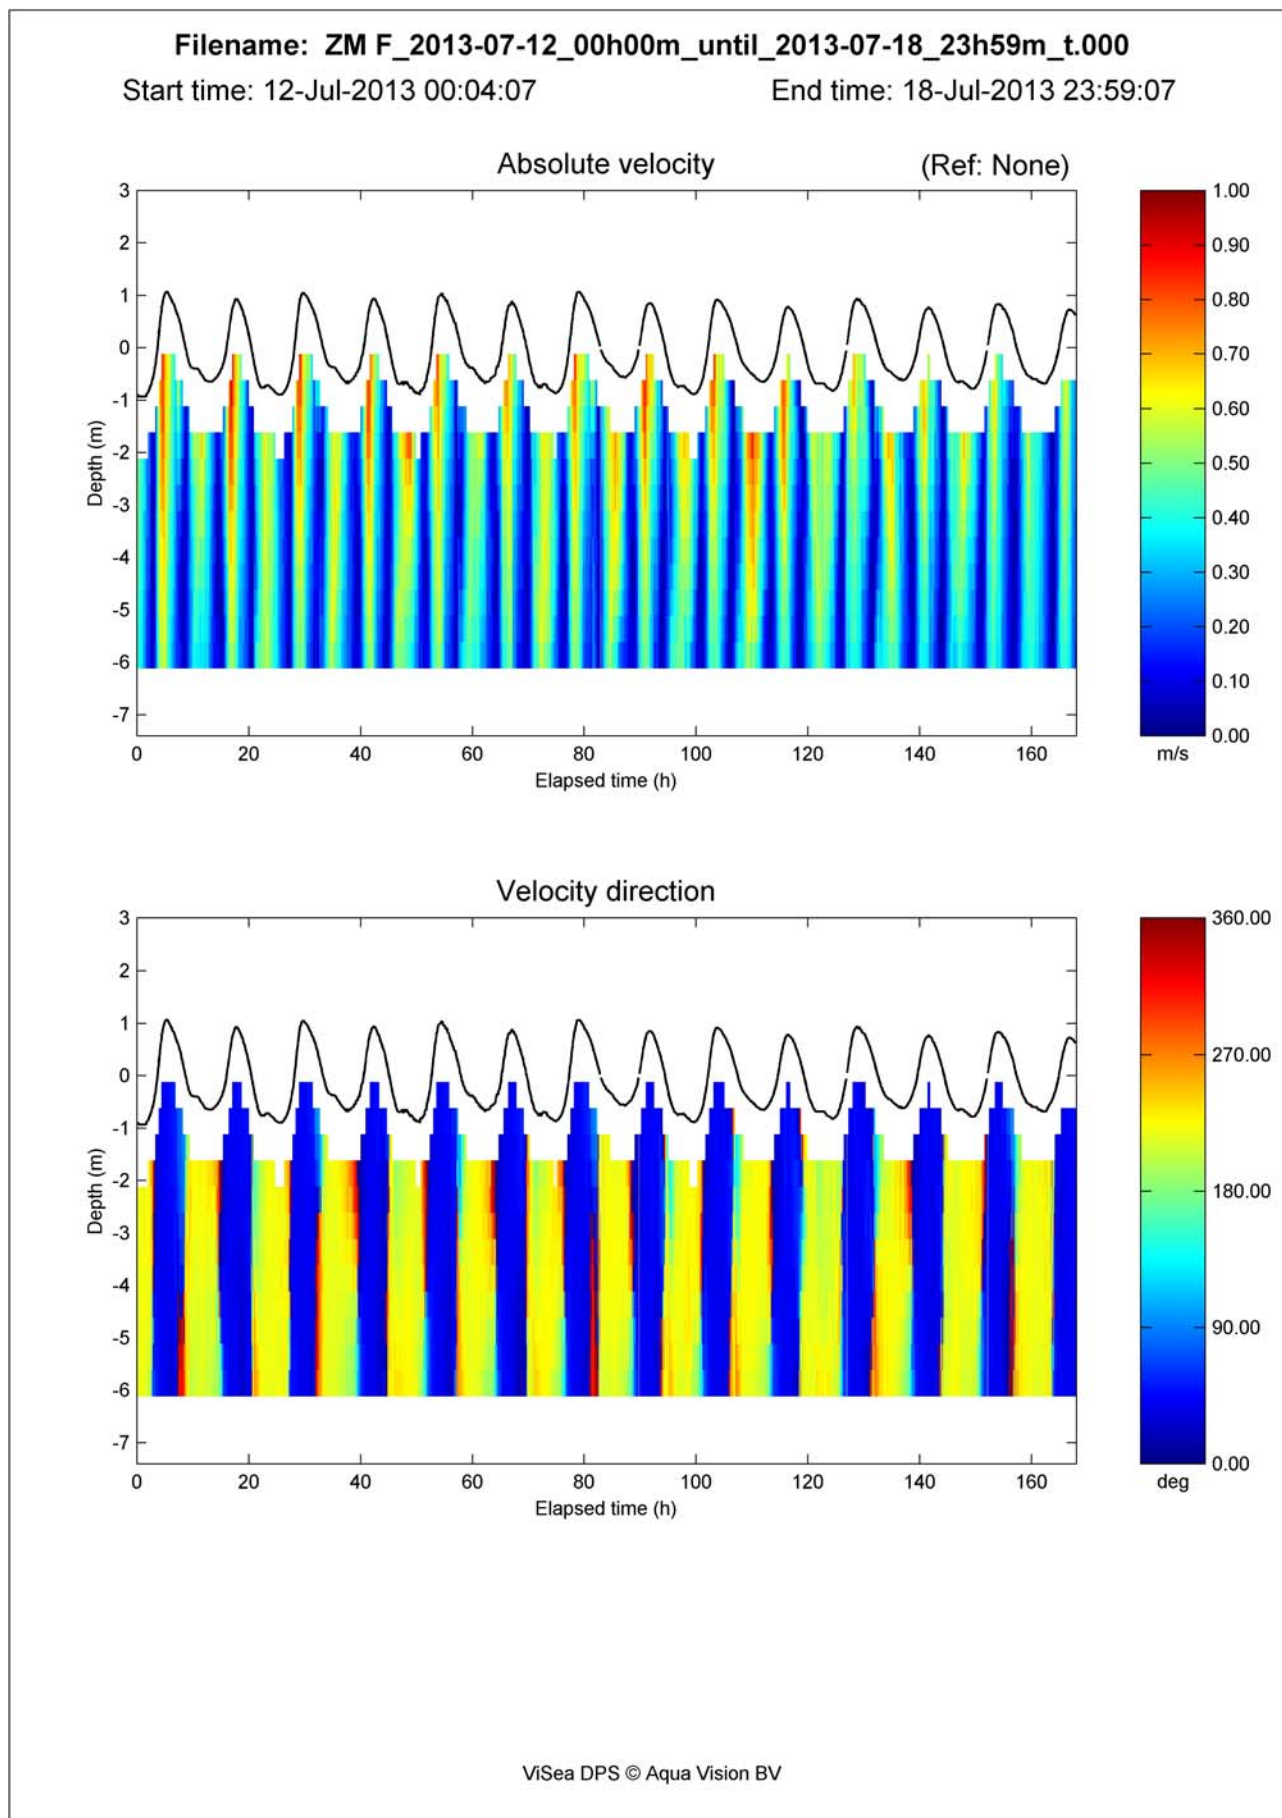 Filename: ZM F_2013-07-12_00h00m_until_2013-07-18_23h59m_t.000
Start time: 12-Jul-2013 00:04:07 End time: 18-Jul-2013 23:59:07
Absolute velocity (Ref: None)
3
2
1
0
-1
-2
-3
-4
-5
-6
-7
Depth (m)
0 20 40 60 80 100 120 140 160
Elapsed time (h)
1.00
0.90
0.80
0.70
0.60
0.50
0.40
0.30
0.20
0.10
0.00
m/s
Velocity direction
3
2
1
0
-1
-2
-3
-4
-5
-6
-7
Depth (m)
0 20 40 60 80 100 120 140 160
Elapsed time (h)
360.00
270.00
180.00
90.00
0.00
deg
ViSea DPS © Aqua Vision BV